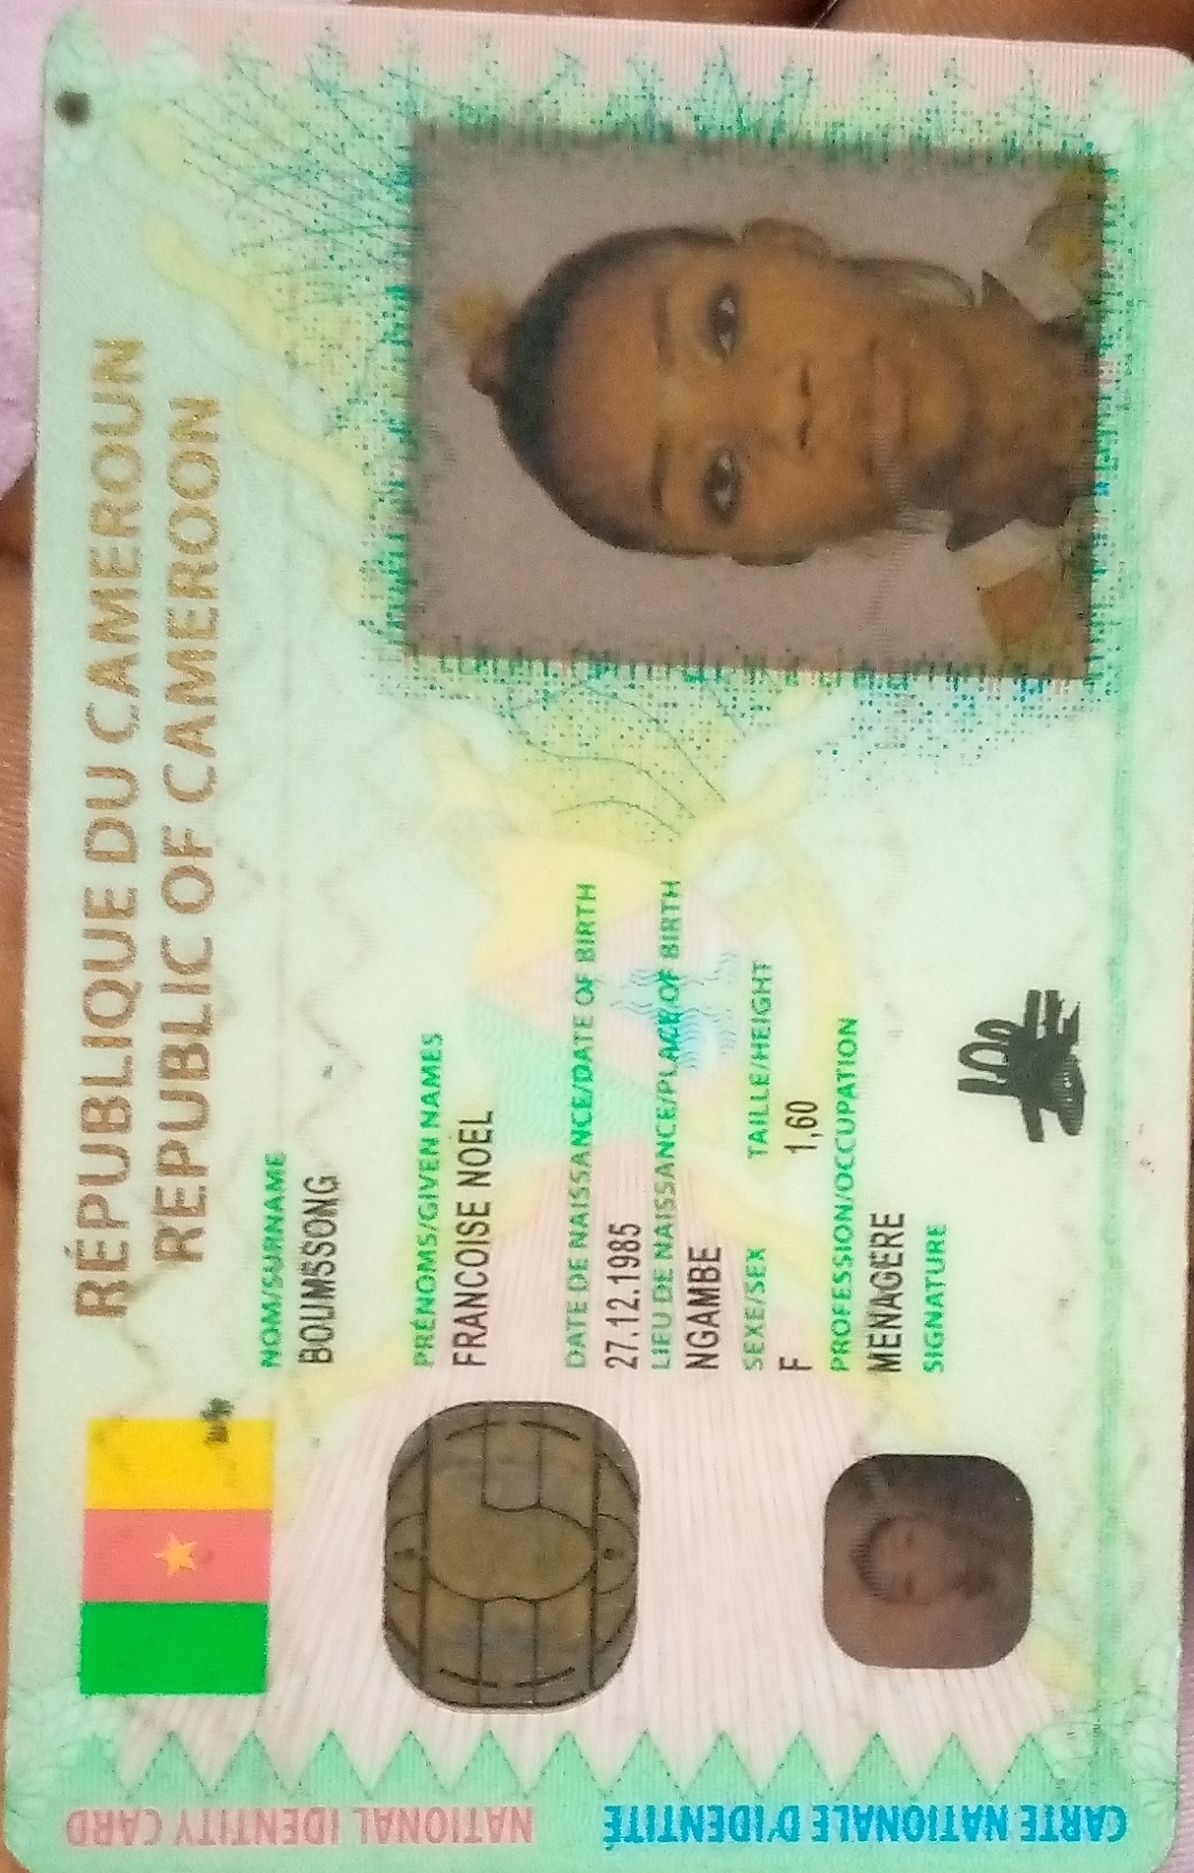 RÉPUBLIQUE DU CAMEROUN
REPUBLIC OF CAMEROON
NOM/SURNAME
BOUMSSONG
PRÉNOMS/GIVEN NAMES
FRANCOISE NOEL
DATE DE NAISSANCE/DATE OF BIRTH
27.12.1985
LIEU DE NAISSANCE/PLACE OF BIRTH
NGAMBE
SEXE/SEX TAILLE/HEIGHT
F 1,60
PROFESSION/OCCUPATION
MENAGERE
SIGNATURE
NATIONAL IDENTITY CARD
CARTE NATIONALE D'IDENTITÉ